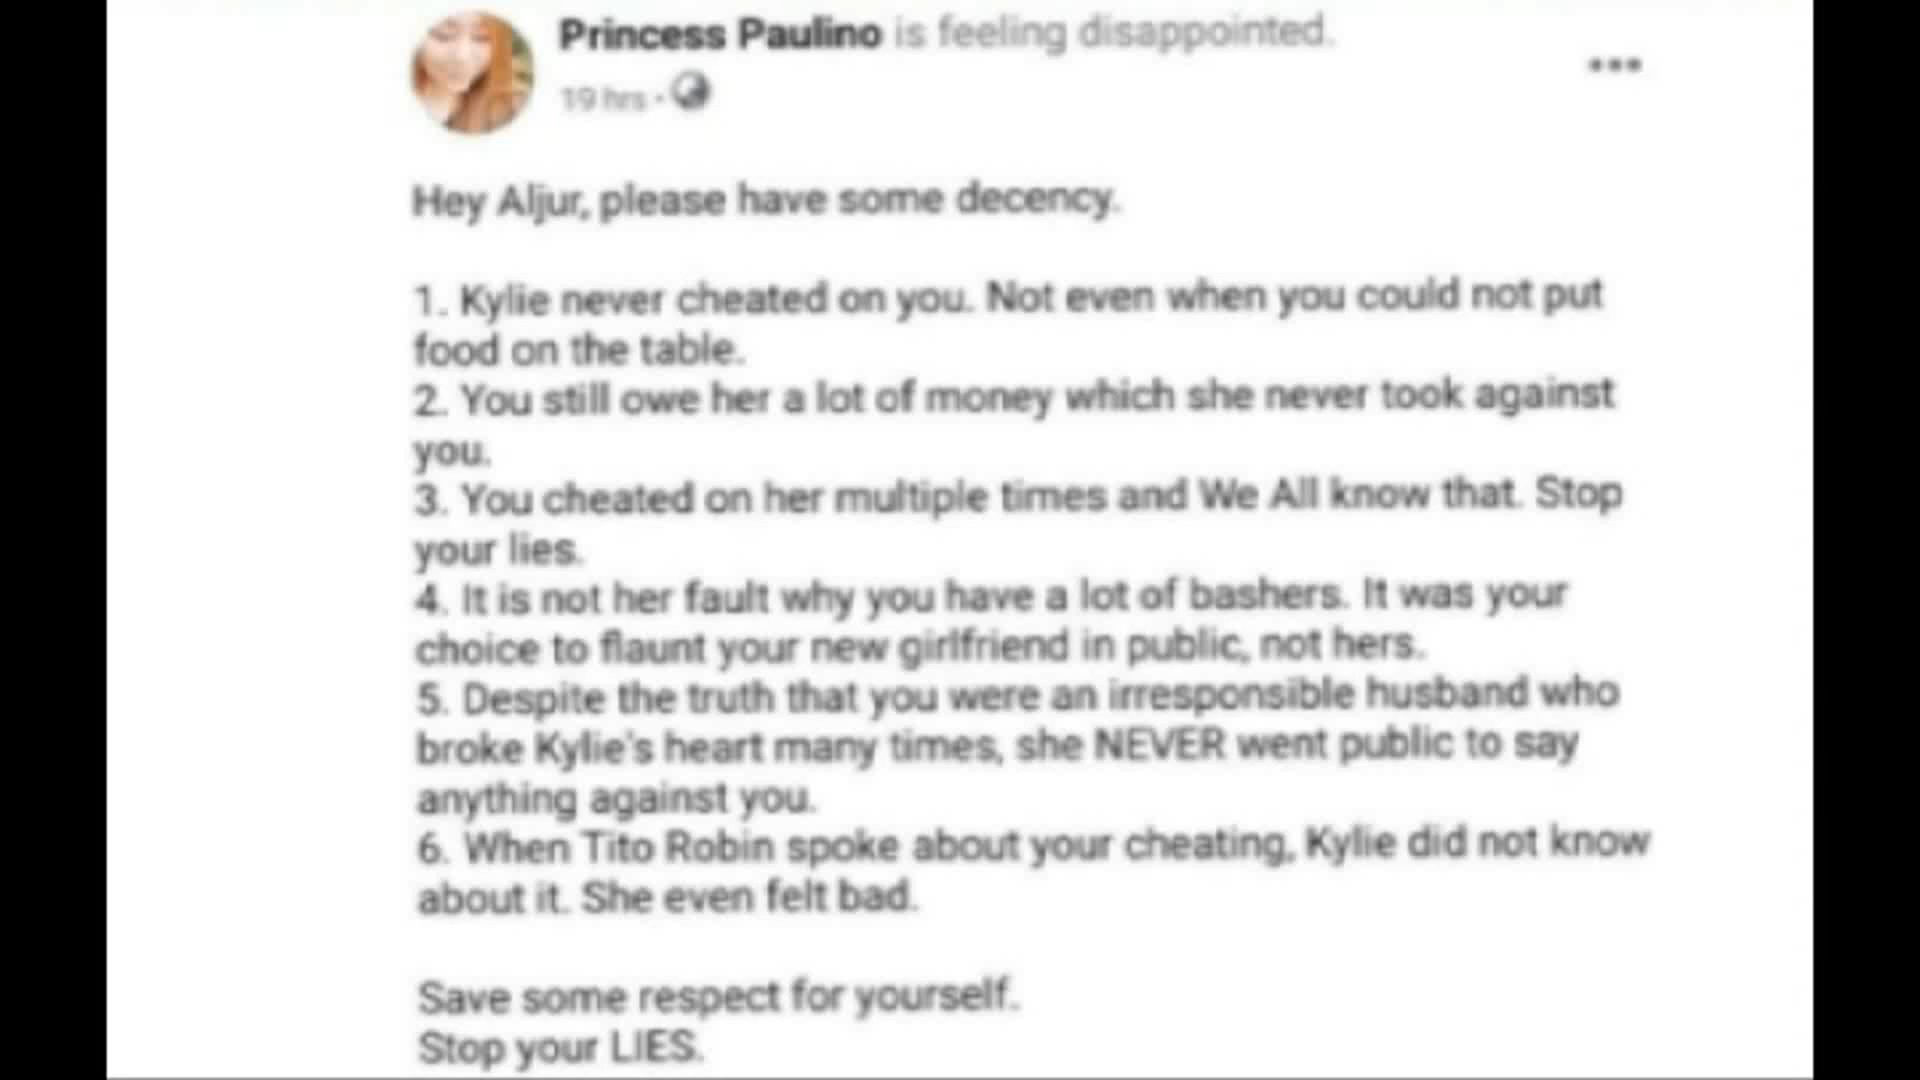 Princess Paulino is feeling disappointed.
19 hrs ·
Hey Aljur, please have some decency.
1. Kylie never cheated on you. Not even when you could not put
food on the table.
2. You still owe her a lot of money which she never took against
you.
3. You cheated on her multiple times and We All know that. Stop
your lies.
4. It is not her fault why you have a lot of bashers. It was your
choice to flaunt your new girlfriend in public, not hers.
5. Despite the truth that you were an irresponsible husband who
broke Kylie's heart many times, she NEVER went public to say
anything against you.
6. When Tito Robin spoke about your cheating, Kylie did not know
about it. She even felt bad.
Save some respect for yourself.
Stop your LIES.